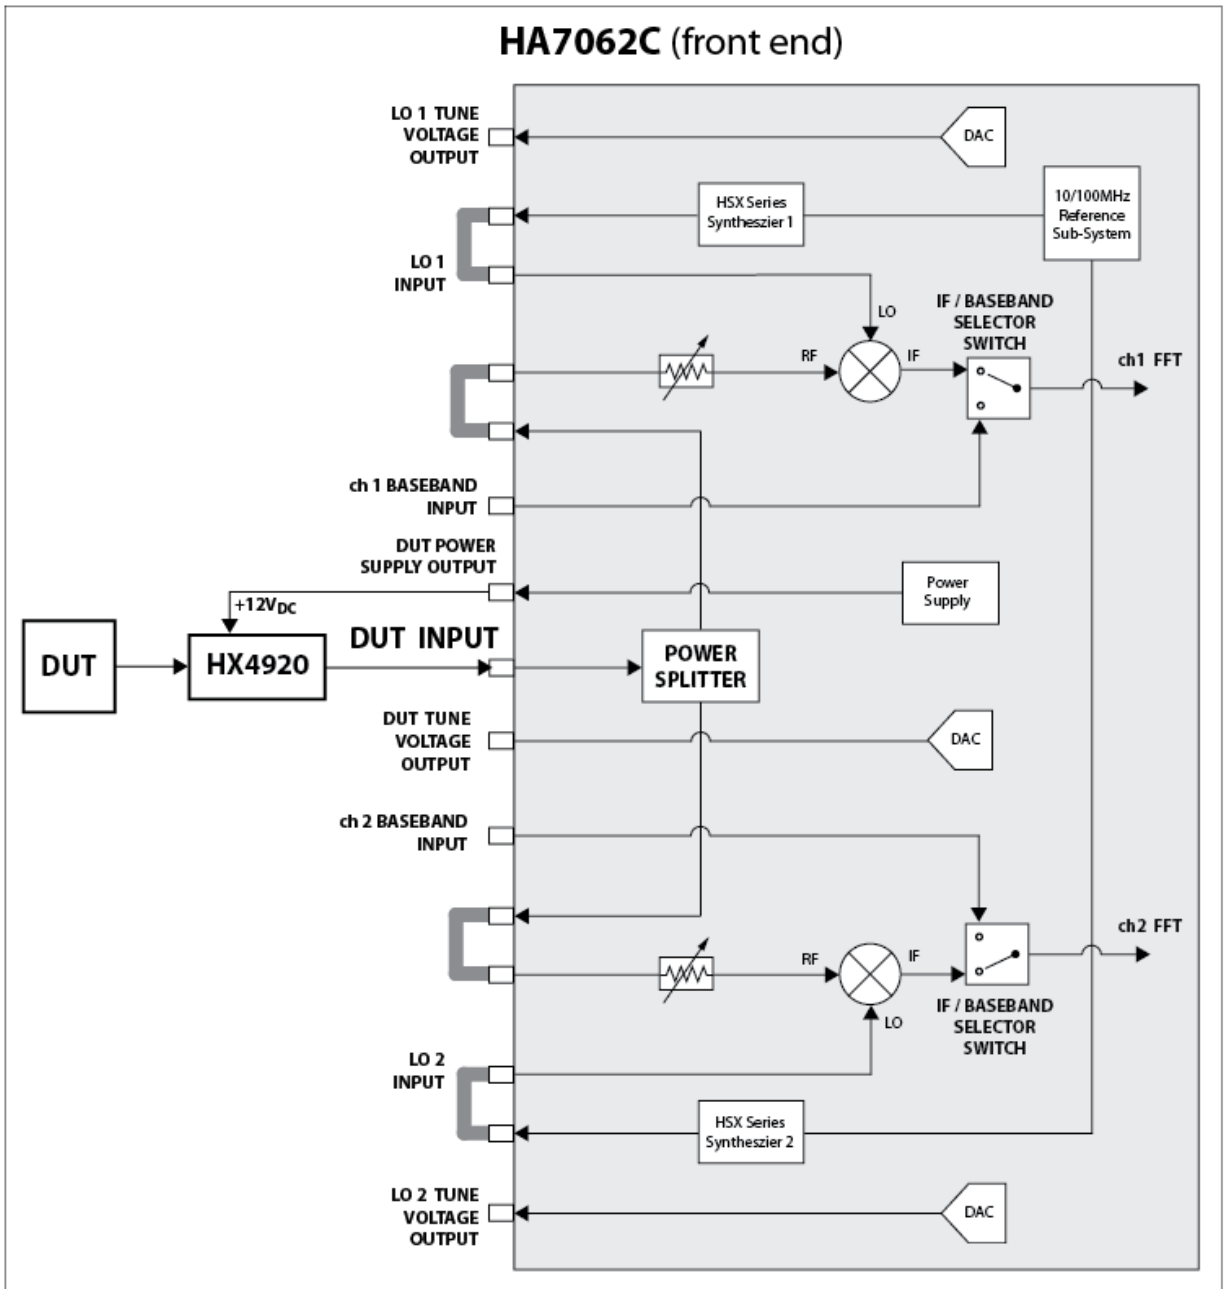 HA7062C (front end)
LO 1 TUNE
VOLTAGE
OUTPUT
DAC
HSX Series
Syntheszier 1
10/100MHz
Reference
Sub-System
LO 1
INPUT
LO
IF / BASEBAND
SELECTOR
SWITCH
RF
IF
ch1 FFT
ch 1 BASEBAND
INPUT
DUT POWER
SUPPLY OUTPUT
Power
Supply
+12VDC
DUT
HX4920
DUT INPUT
POWER
SPLITTER
DUT TUNE
VOLTAGE
OUTPUT
DAC
ch 2 BASEBAND
INPUT
ch2 FFT
RF
IF
LO
IF / BASEBAND
SELECTOR
SWITCH
LO 2
INPUT
HSX Series
Syntheszier 2
LO 2 TUNE
VOLTAGE
OUTPUT
DAC